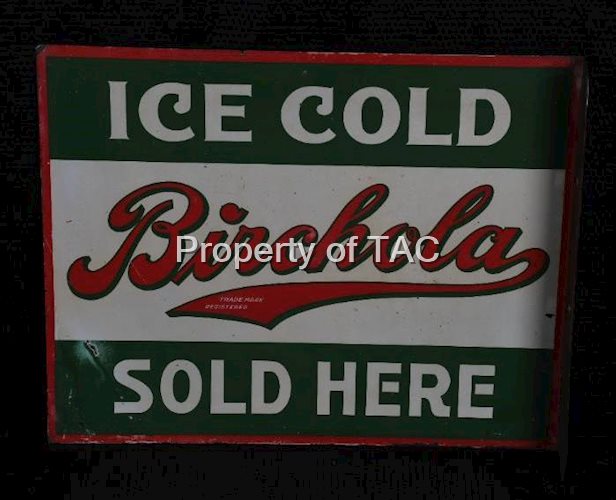 ICE COLD
Birchola
Property of TAC
TRADE MARK
REGISTERED
SOLD HERE